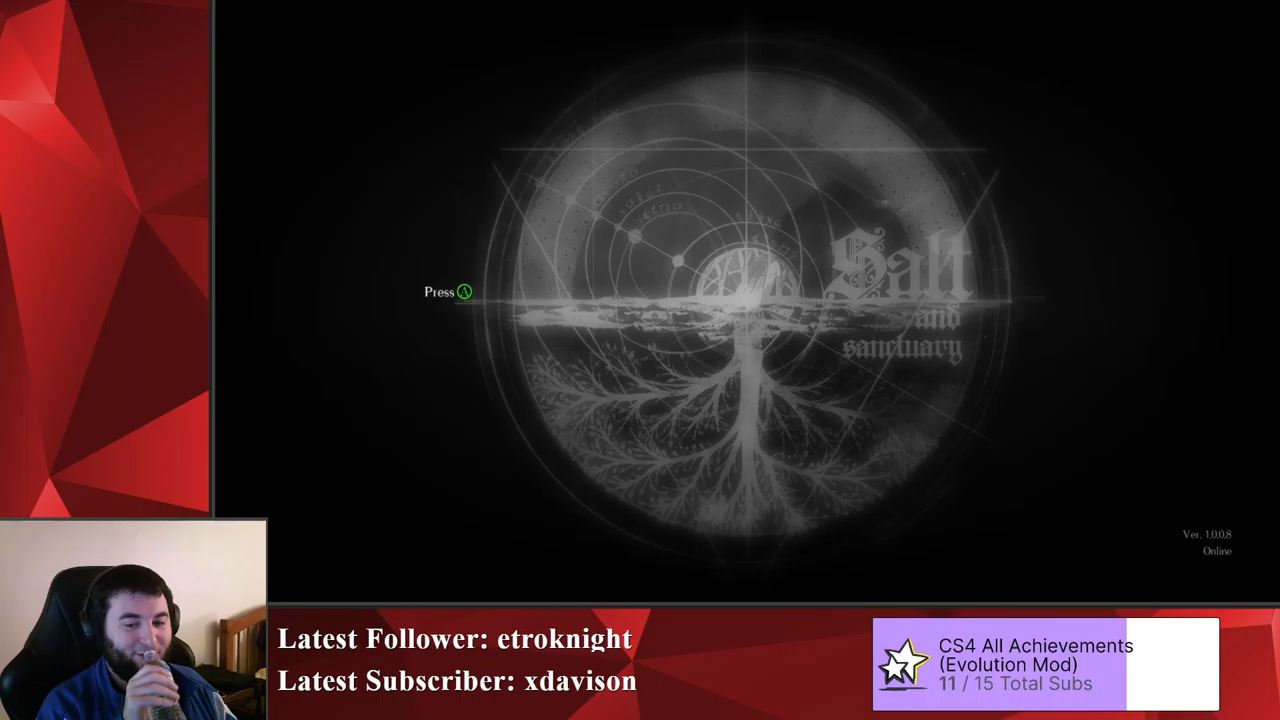 Salt
and
sanctuary
Press A
Ver. 1.0.0.8
Online
Latest Follower: etroknight
Latest Subscriber: xdavison
CS4 All Achievements
(Evolution Mod)
11 / 15 Total Subs